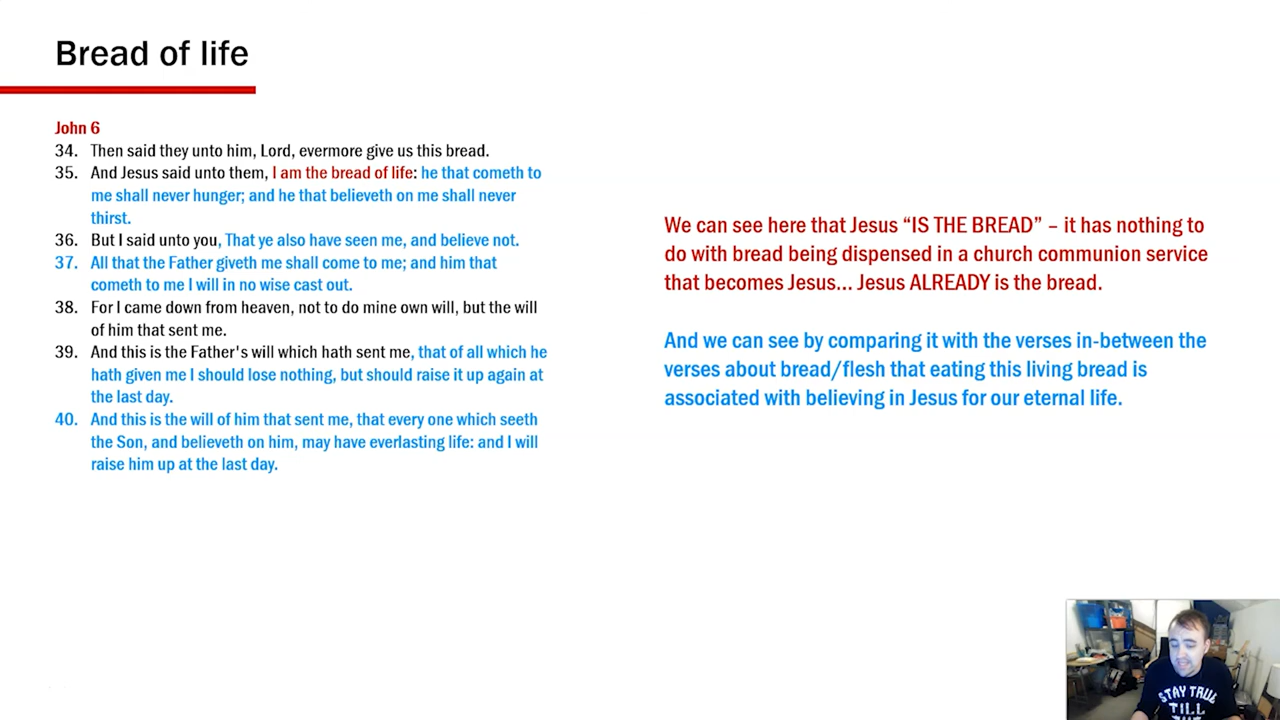 Bread of life
John 6
34. Then said they unto him, Lord, evermore give us this bread.
35. And Jesus said unto them, I am the bread of life: he that cometh to
me shall never hunger; and he that believeth on me shall never
thirst.
36. But I said unto you, That ye also have seen me, and believe not.
37. All that the Father giveth me shall come to me; and him that
cometh to me I will in no wise cast out.
38. For I came down from heaven, not to do mine own will, but the will
of him that sent me.
39. And this is the Father's will which hath sent me, that of all which he
hath given me I should lose nothing, but should raise it up again at
the last day.
40. And this is the will of him that sent me, that every one which seeth
the Son, and believeth on him, may have everlasting life: and I will
raise him up at the last day.
We can see here that Jesus “IS THE BREAD” – it has nothing to
do with bread being dispensed in a church communion service
that becomes Jesus... Jesus ALREADY is the bread.
And we can see by comparing it with the verses in-between the
verses about bread/flesh that eating this living bread is
associated with believing in Jesus for our eternal life.
STAY TRUE
TILL